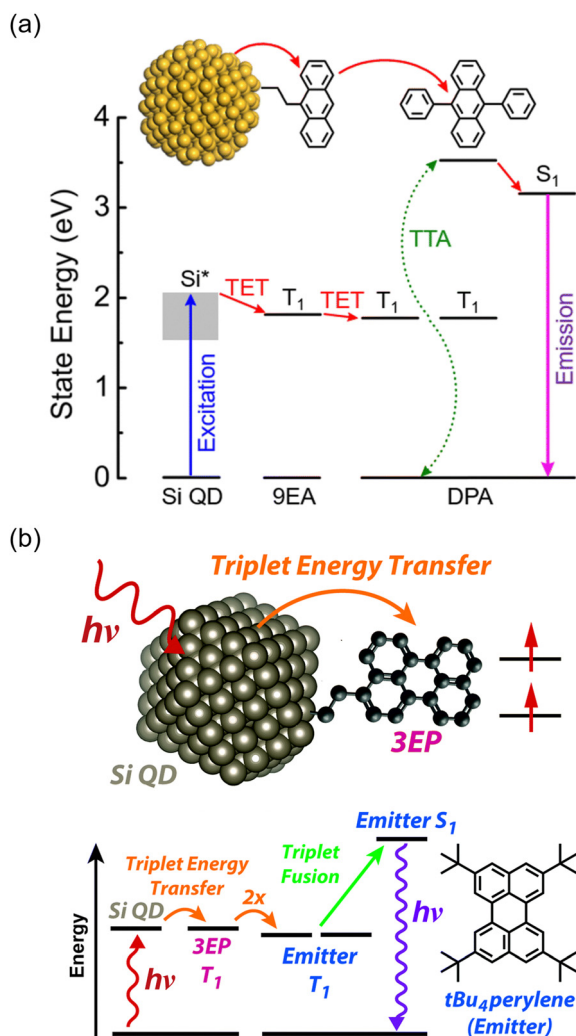 (a)
4
3
2
1
0
State Energy (eV)
Si*
TET
T₁
TET
T₁
T₁
TTA
S₁
Excitation
Emission
Si QD
9EA
DPA
(b)
Triplet Energy Transfer
hν
Si QD
3EP
Emitter S₁
Triplet Energy
Transfer
2x
Triplet
Fusion
Si QD
3EP
T₁
Emitter
T₁
hν
hν
Energy
tBu₄perylene
(Emitter)